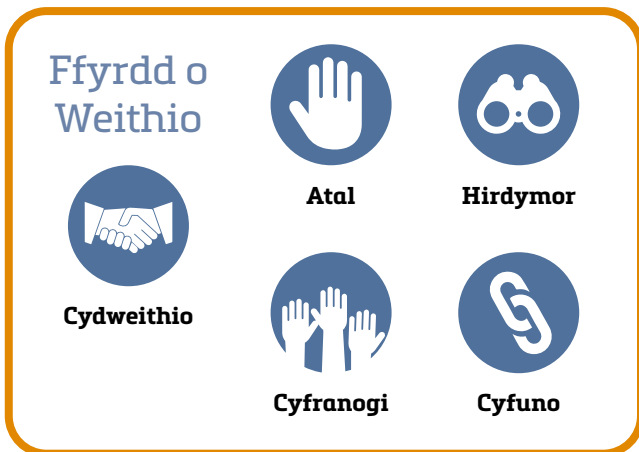 Ffyrdd o
Weithio
Atal
Hirdymor
Cydweithio
Cyfranogi
Cyfuno